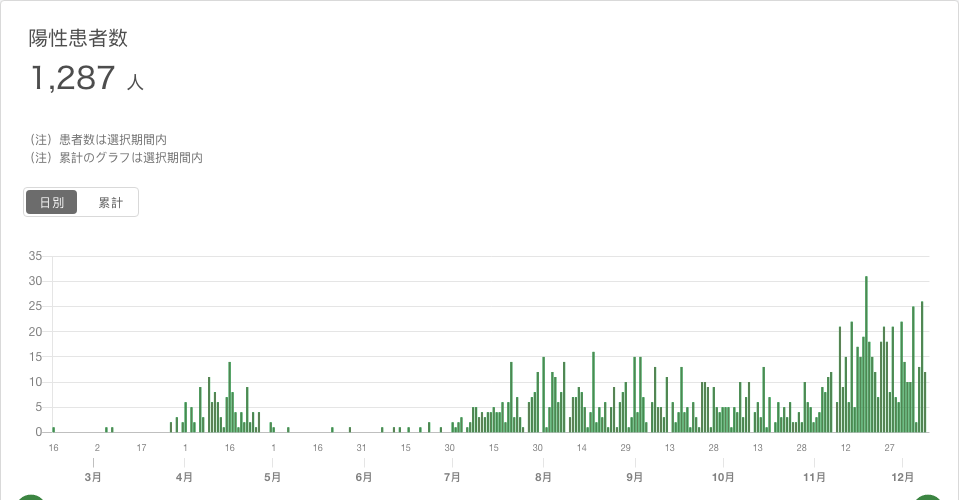 陽性患者数
1,287 人
（注）患者数は選択期間内
（注）累計のグラフは選択期間内
日別 累計
35
30
25
20
15
10
5
0
16 2 17 1 16 1 16 31 15 30 15 30 14 29 13 28 13 28 12 27
3月 4月 5月 6月 7月 8月 9月 10月 11月 12月